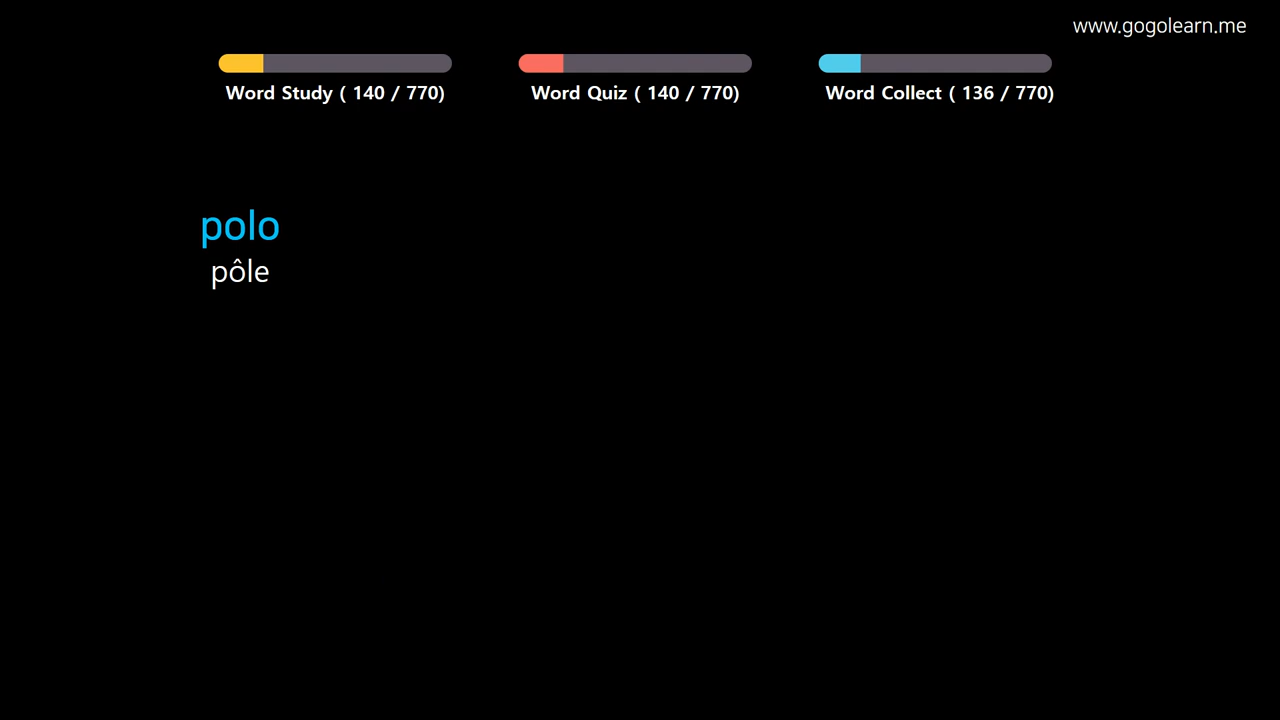 www.gogolearn.me
Word Study ( 140 / 770)
Word Quiz ( 140 / 770)
Word Collect ( 136 / 770)
polo
pôle